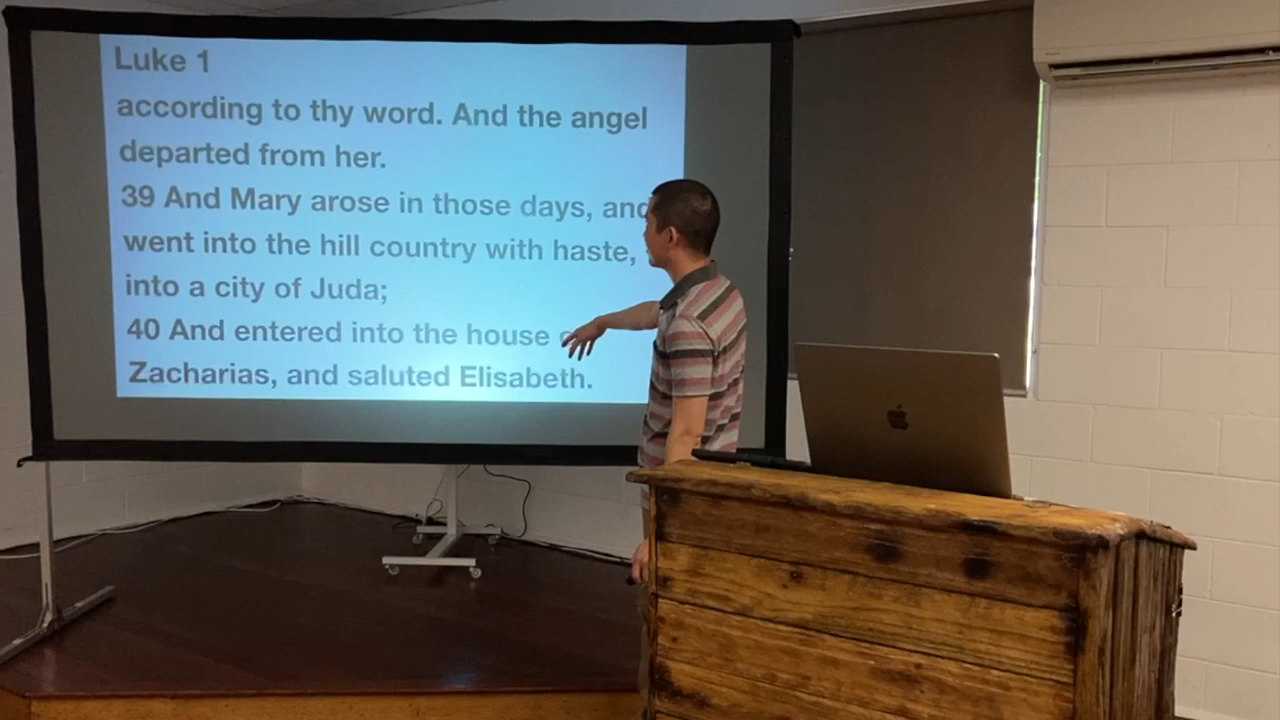 Luke 1
according to thy word. And the angel
departed from her.
39 And Mary arose in those days, and
went into the hill country with haste,
into a city of Juda;
40 And entered into the house
Zacharias, and saluted Elisabeth.